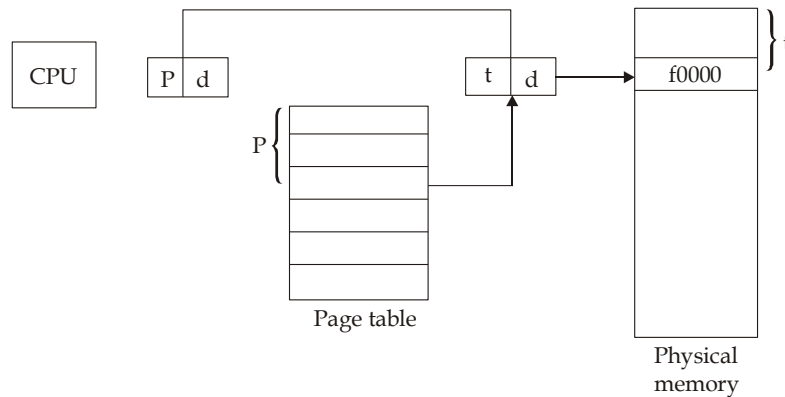 CPU
P d
t d
f0000
P
Page table
Physical
memory